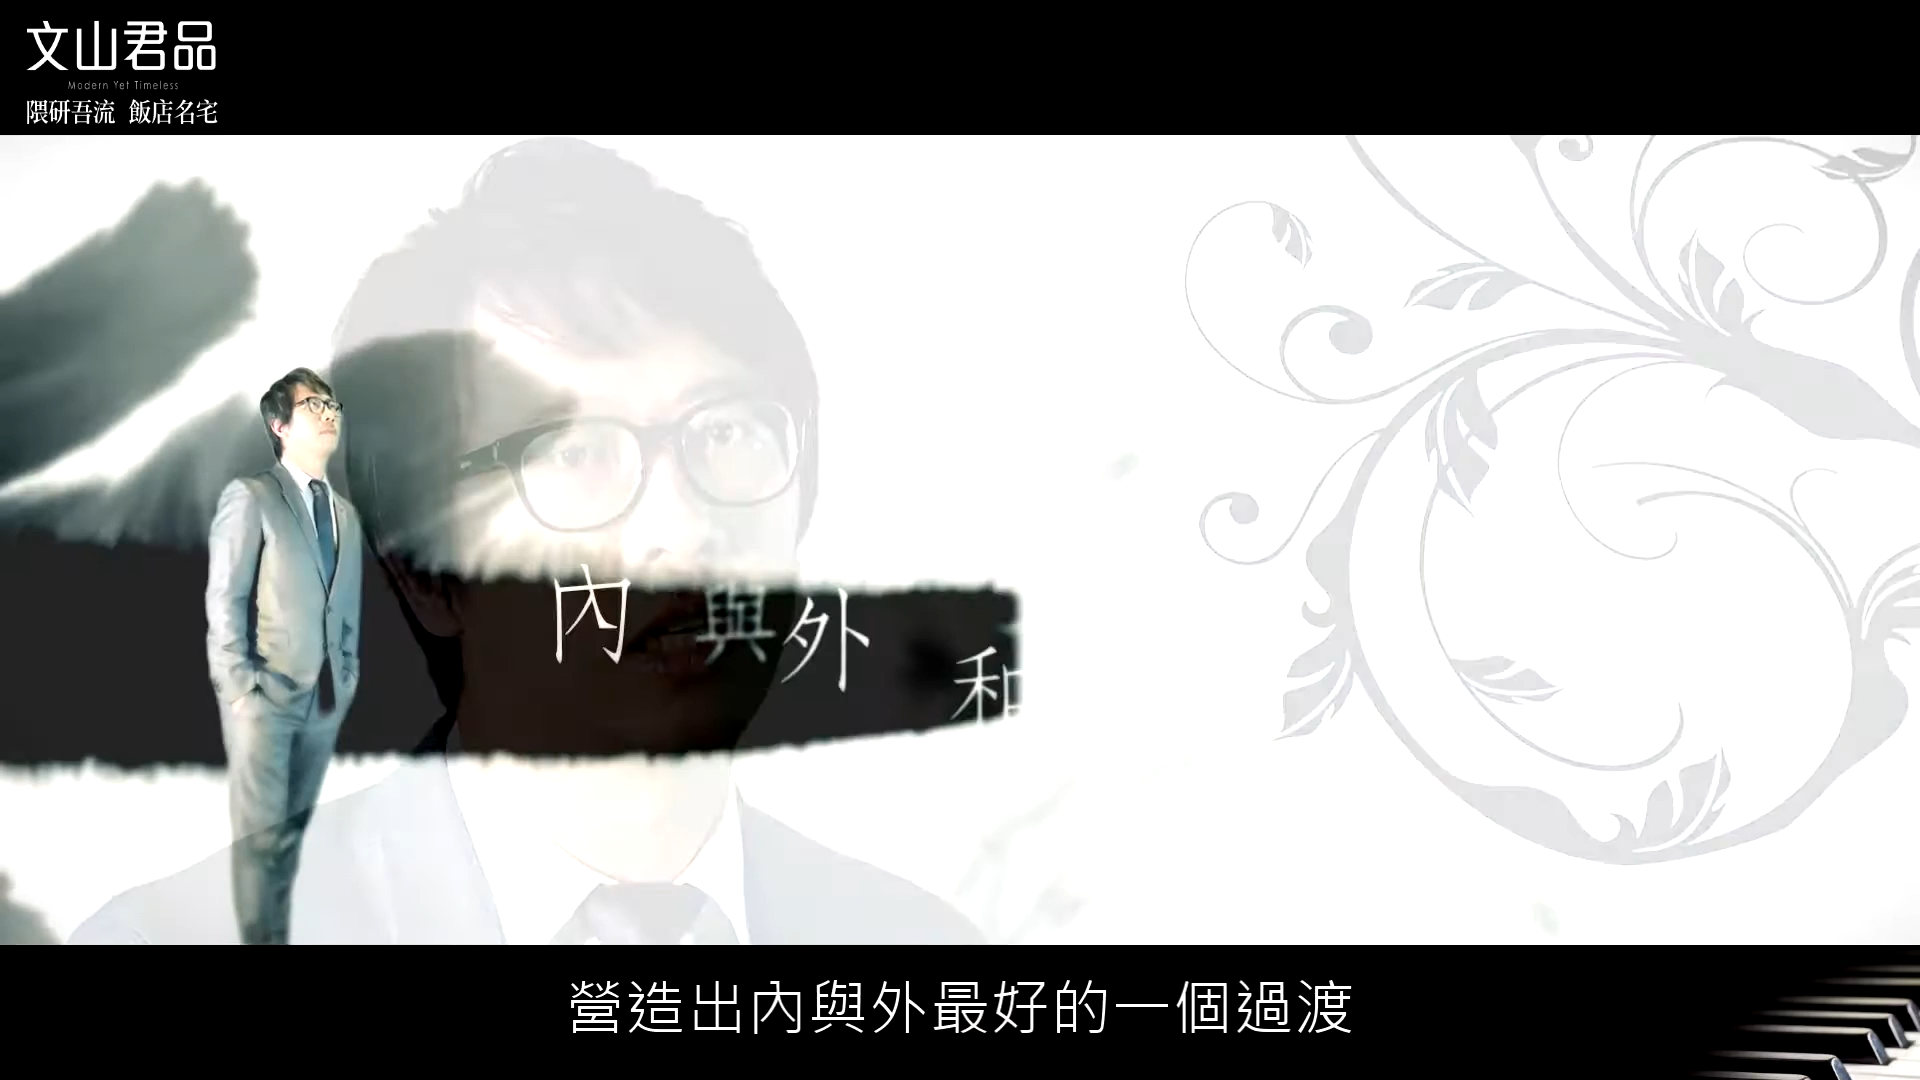 文山君品
Modern Yet Timeless
隈研吾流 飯店名宅
內與外 和
營造出內與外最好的一個過渡